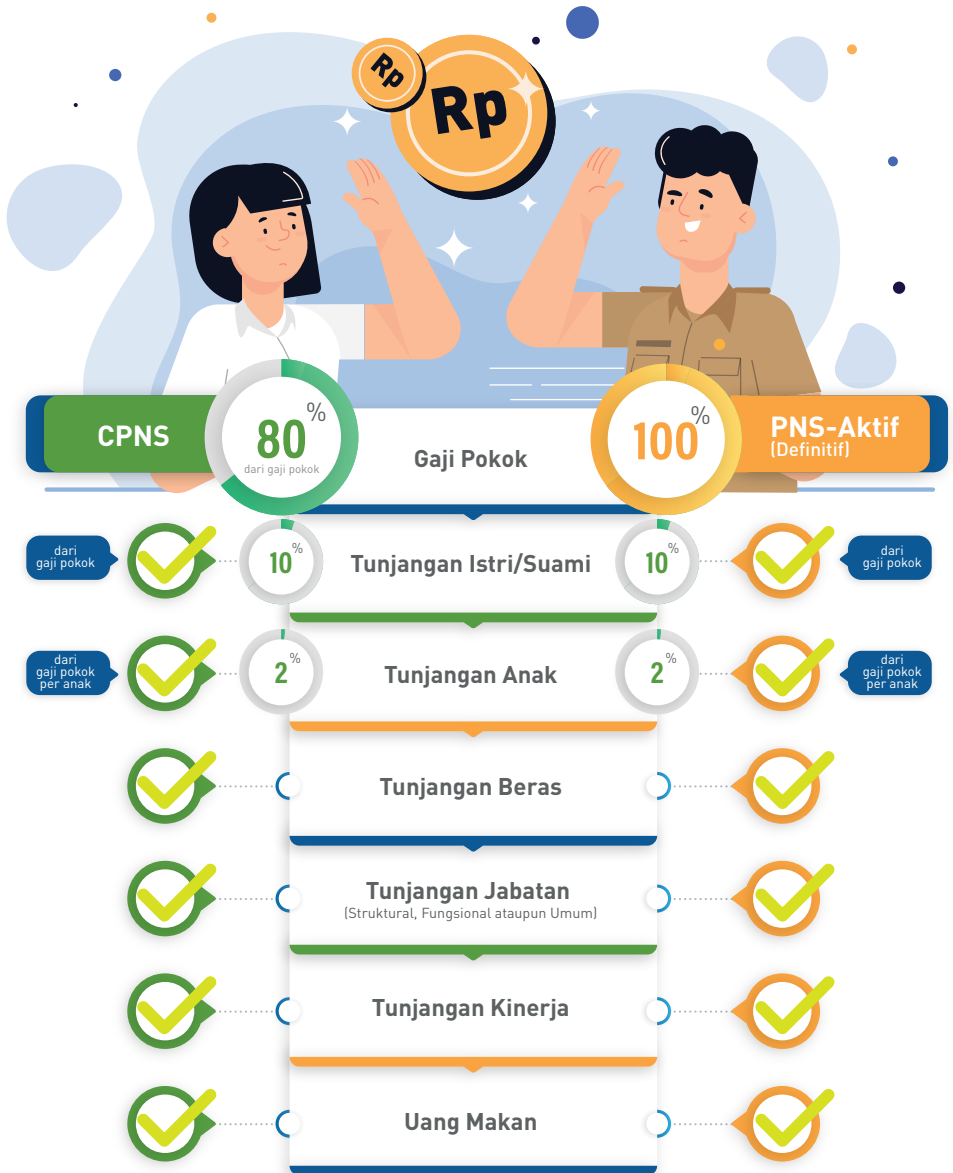 Rp
Rp
CPNS
80%
dari gaji pokok
Gaji Pokok
100%
PNS-Aktif
(Definitif)
dari
gaji pokok
10%
Tunjangan Istri/Suami
10%
dari
gaji pokok
dari
gaji pokok
per anak
2%
Tunjangan Anak
2%
dari
gaji pokok
per anak
Tunjangan Beras
Tunjangan Jabatan
(Struktural, Fungsional ataupun Umum)
Tunjangan Kinerja
Uang Makan